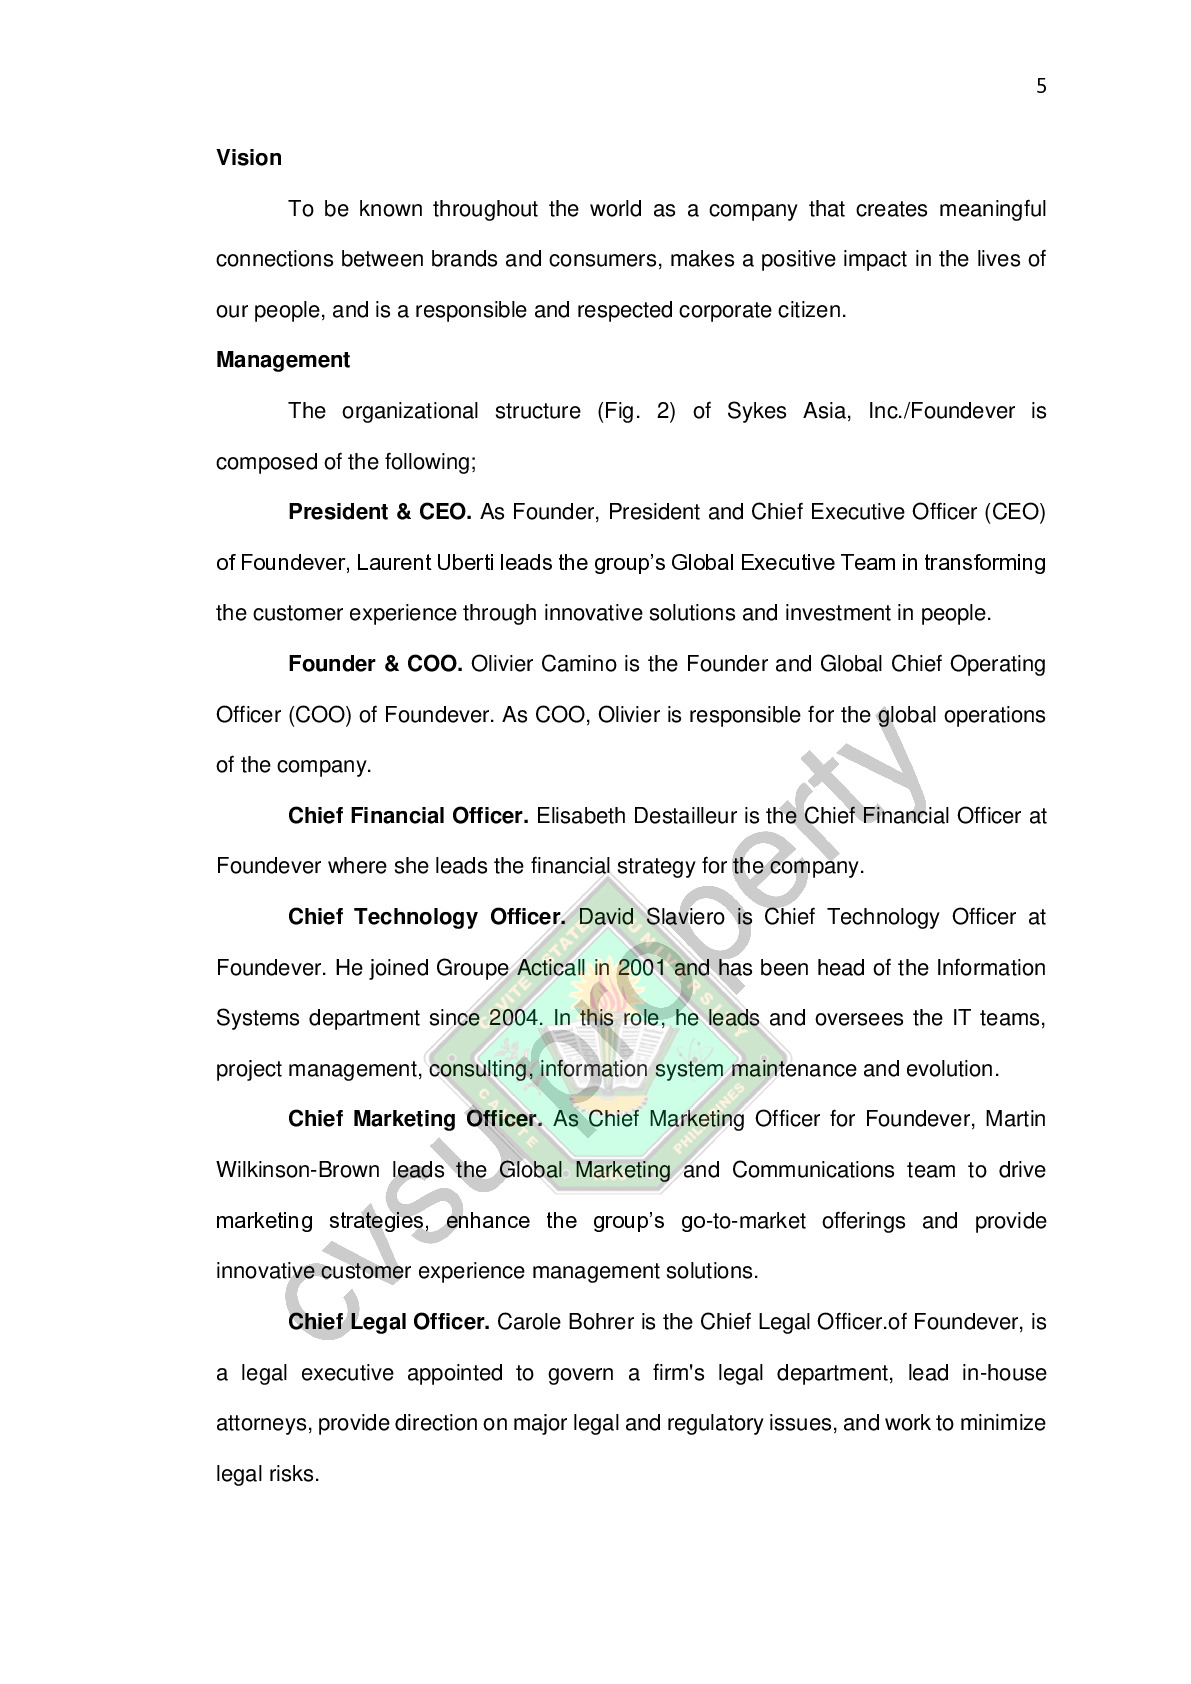 5
Vision
To be known throughout the world as a company that creates meaningful
connections between brands and consumers, makes a positive impact in the lives of
our people, and is a responsible and respected corporate citizen.
Management
The organizational structure (Fig. 2) of Sykes Asia, Inc./Foundever is
composed of the following;
President & CEO. As Founder, President and Chief Executive Officer (CEO)
of Foundever, Laurent Uberti leads the group’s Global Executive Team in transforming
the customer experience through innovative solutions and investment in people.
Founder & COO. Olivier Camino is the Founder and Global Chief Operating
Officer (COO) of Foundever. As COO, Olivier is responsible for the global operations
of the company.
Chief Financial Officer. Elisabeth Destailleur is the Chief Financial Officer at
Foundever where she leads the financial strategy for the company.
Chief Technology Officer. David Slaviero is Chief Technology Officer at
Foundever. He joined Groupe Acticall in 2001 and has been head of the Information
Systems department since 2004. In this role, he leads and oversees the IT teams,
project management, consulting, information system maintenance and evolution.
Chief Marketing Officer. As Chief Marketing Officer for Foundever, Martin
Wilkinson-Brown leads the Global Marketing and Communications team to drive
marketing strategies, enhance the group’s go-to-market offerings and provide
innovative customer experience management solutions.
Chief Legal Officer. Carole Bohrer is the Chief Legal Officer.of Foundever, is
a legal executive appointed to govern a firm's legal department, lead in-house
attorneys, provide direction on major legal and regulatory issues, and work to minimize
legal risks.
cvsu property
CAVITE STATE UNIVERSITY
CAVITE
PHILIPPINES